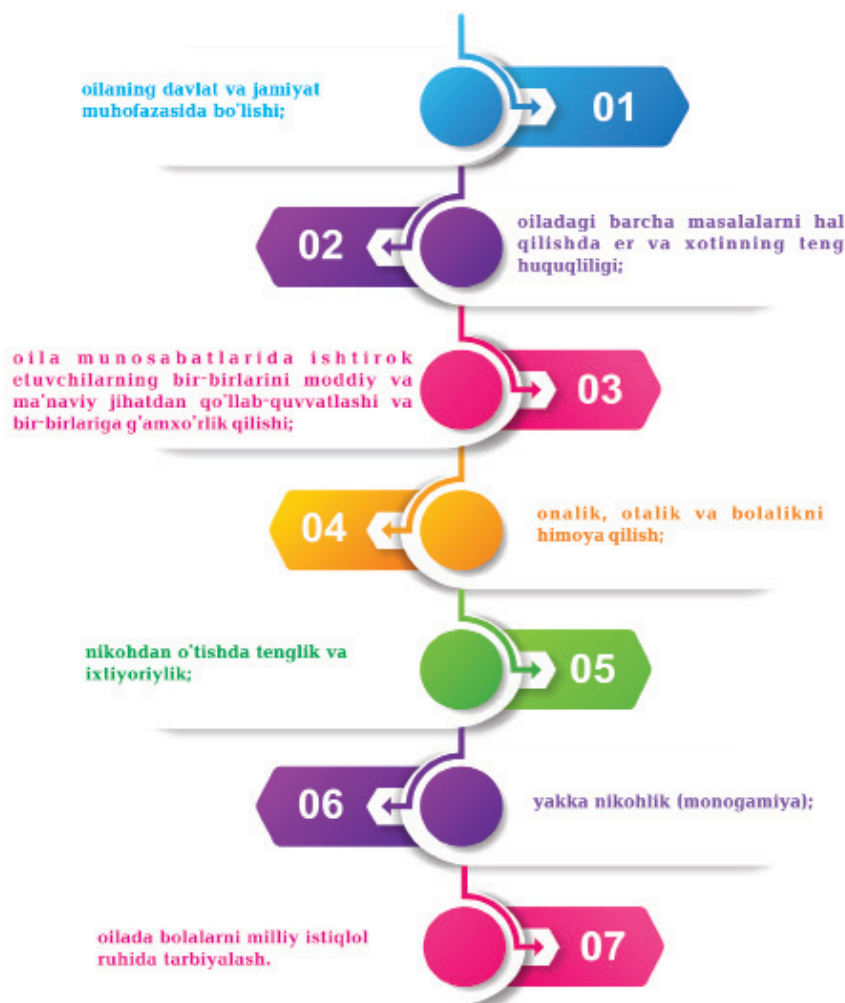 oilaning davlat va jamiyat
muhofazasida bo'lishi;
01
02
oiladagi barcha masalalarni hal
qilishda er va xotinning teng
huquqliligi;
oila munosabatlarida ishtirok
etuvchilarning bir-birlarini moddiy va
ma'naviy jihatdan qo'llab-quvvatlashi va
bir-birlariga g'amxo'rlik qilishi;
03
04
onalik, otalik va bolalikni
himoya qilish;
nikohdan o'tishda tenglik va
ixtiyoriylik;
05
06
yakka nikohlik (monogamiya);
oilada bolalarni milliy istiqlol
ruhida tarbiyalash.
07